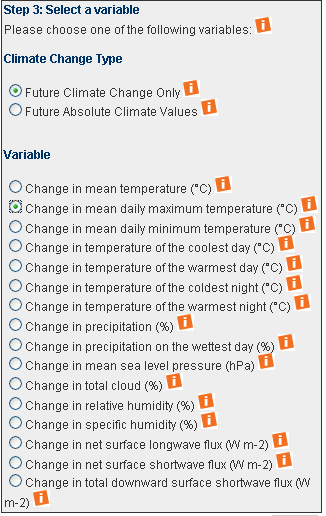 Step 3: Select a variable
Please choose one of the following variables: i
Climate Change Type
Future Climate Change Only i
Future Absolute Climate Values i
Variable
Change in mean temperature (°C) i
Change in mean daily maximum temperature (°C) i
Change in mean daily minimum temperature (°C) i
Change in temperature of the coolest day (°C) i
Change in temperature of the warmest day (°C) i
Change in temperature of the coldest night (°C) i
Change in temperature of the warmest night (°C) i
Change in precipitation (%) i
Change in precipitation on the wettest day (%) i
Change in mean sea level pressure (hPa) i
Change in total cloud (%) i
Change in relative humidity (%) i
Change in specific humidity (%) i
Change in net surface longwave flux (W m-2) i
Change in net surface shortwave flux (W m-2) i
Change in total downward surface shortwave flux (W
m-2) i